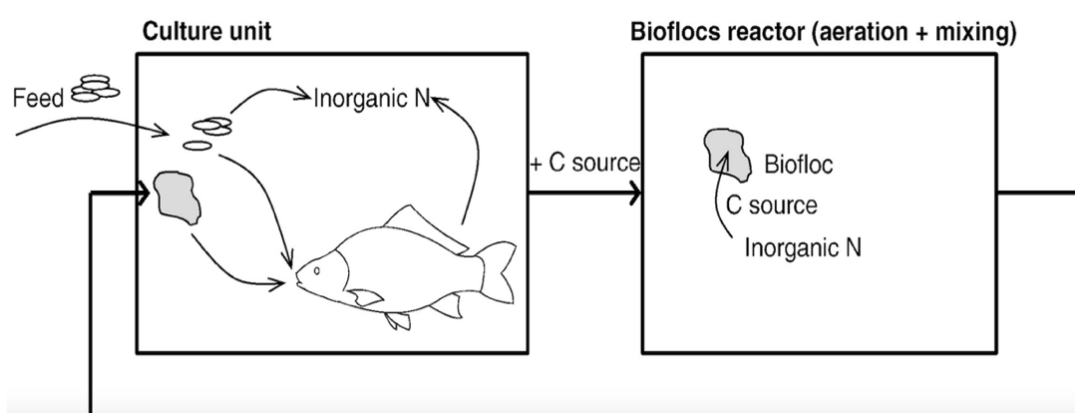 Culture unit
Feed
Inorganic N
+ C source
Bioflocs reactor (aeration + mixing)
Biofloc
C source
Inorganic N